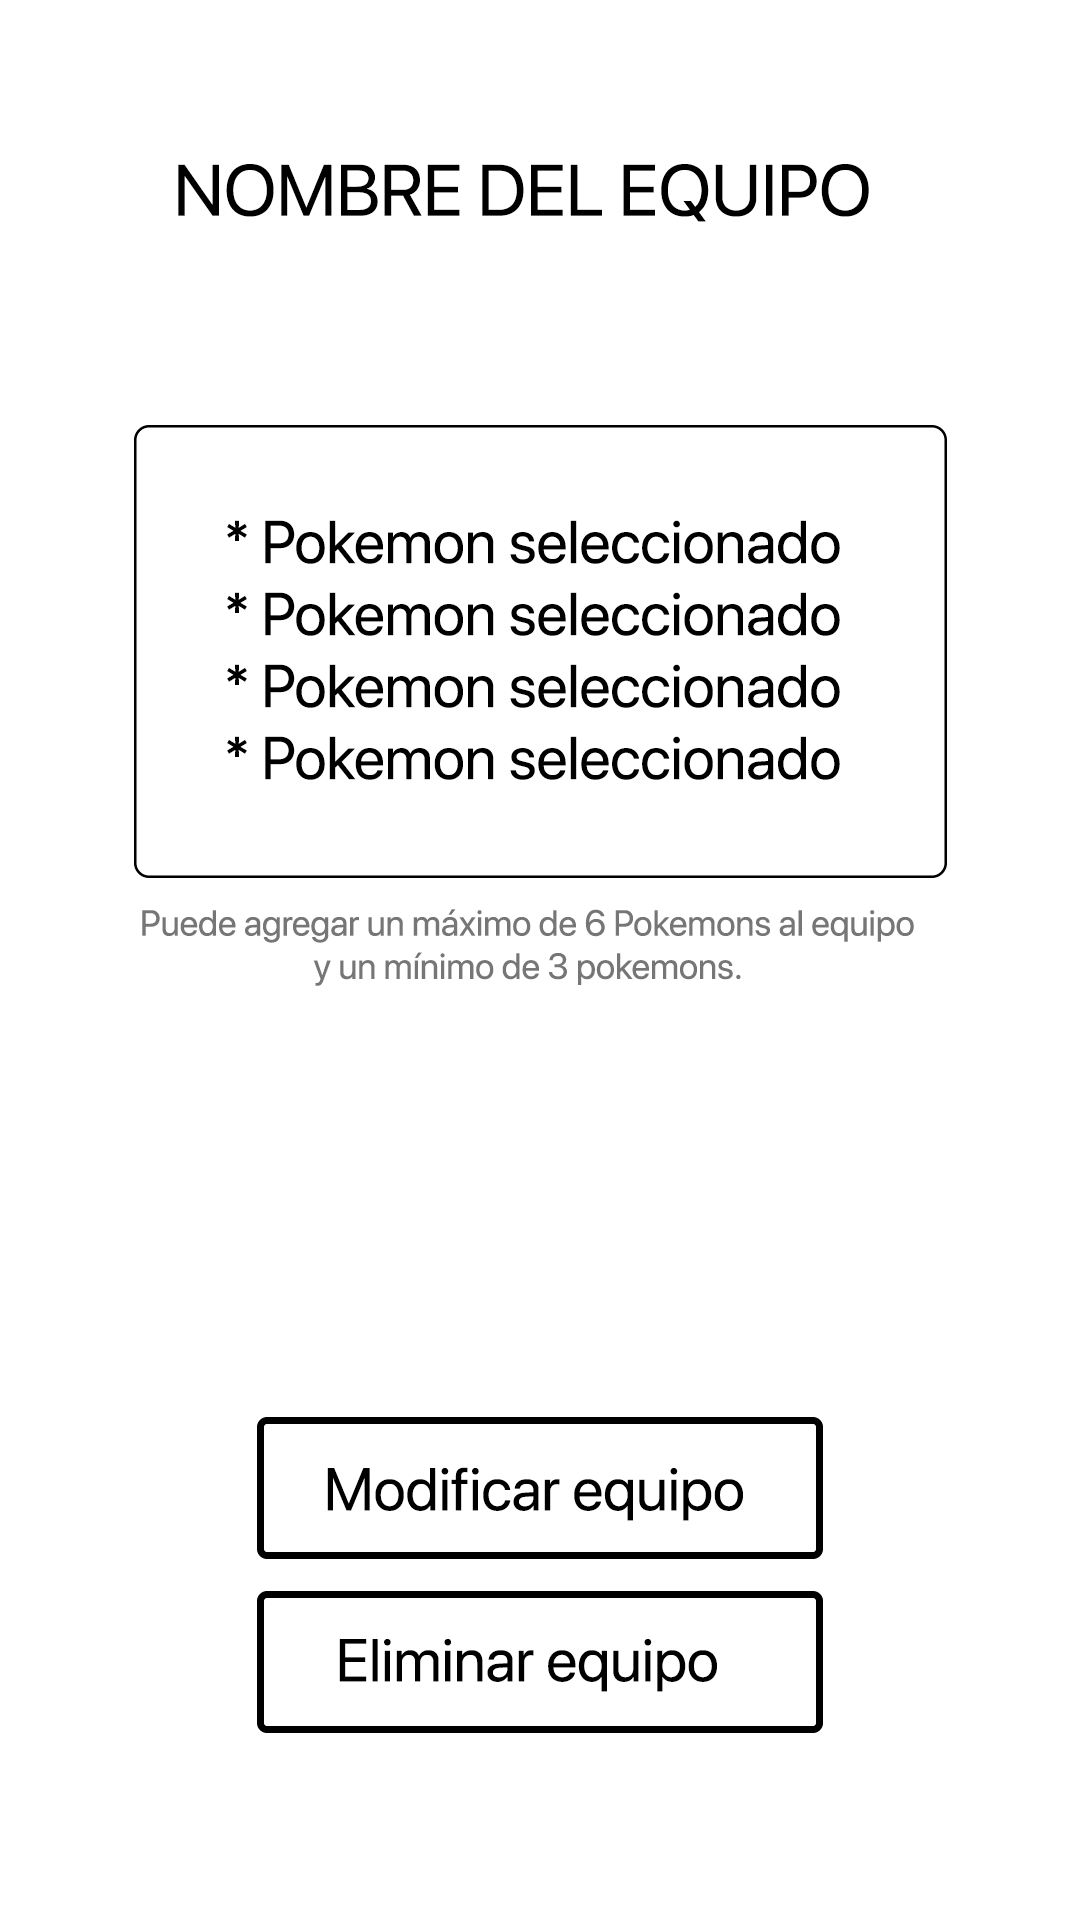 NOMBRE DEL EQUIPO
* Pokemon seleccionado
* Pokemon seleccionado
* Pokemon seleccionado
* Pokemon seleccionado
Puede agregar un máximo de 6 Pokemons al equipo
y un mínimo de 3 pokemons.
Modificar equipo
Eliminar equipo